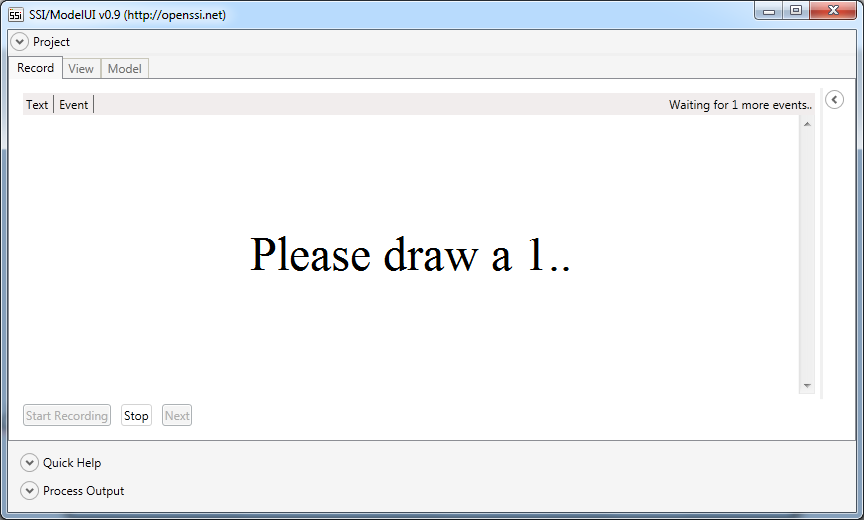 SSI SSI/ModelUI v0.9 (http://openssi.net)
Project
Record View Model
Text Event Waiting for 1 more events..
Please draw a 1..
Start Recording Stop Next
Quick Help
Process Output